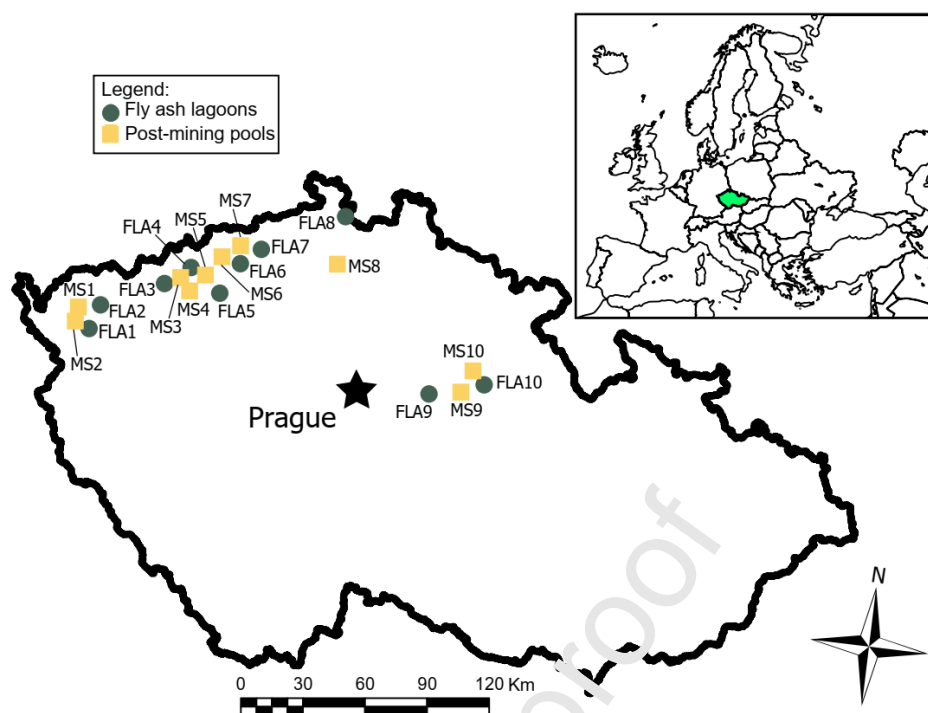 Legend:
Fly ash lagoons
Post-mining pools
MS7
MS5
FLA4
FLA8
FLA7
FLA6
MS8
FLA3
MS6
MS1
FLA2
MS4
FLA5
MS3
FLA1
MS2
MS10
FLA10
FLA9
MS9
Prague
proof
N
0 30 60 90 120 Km